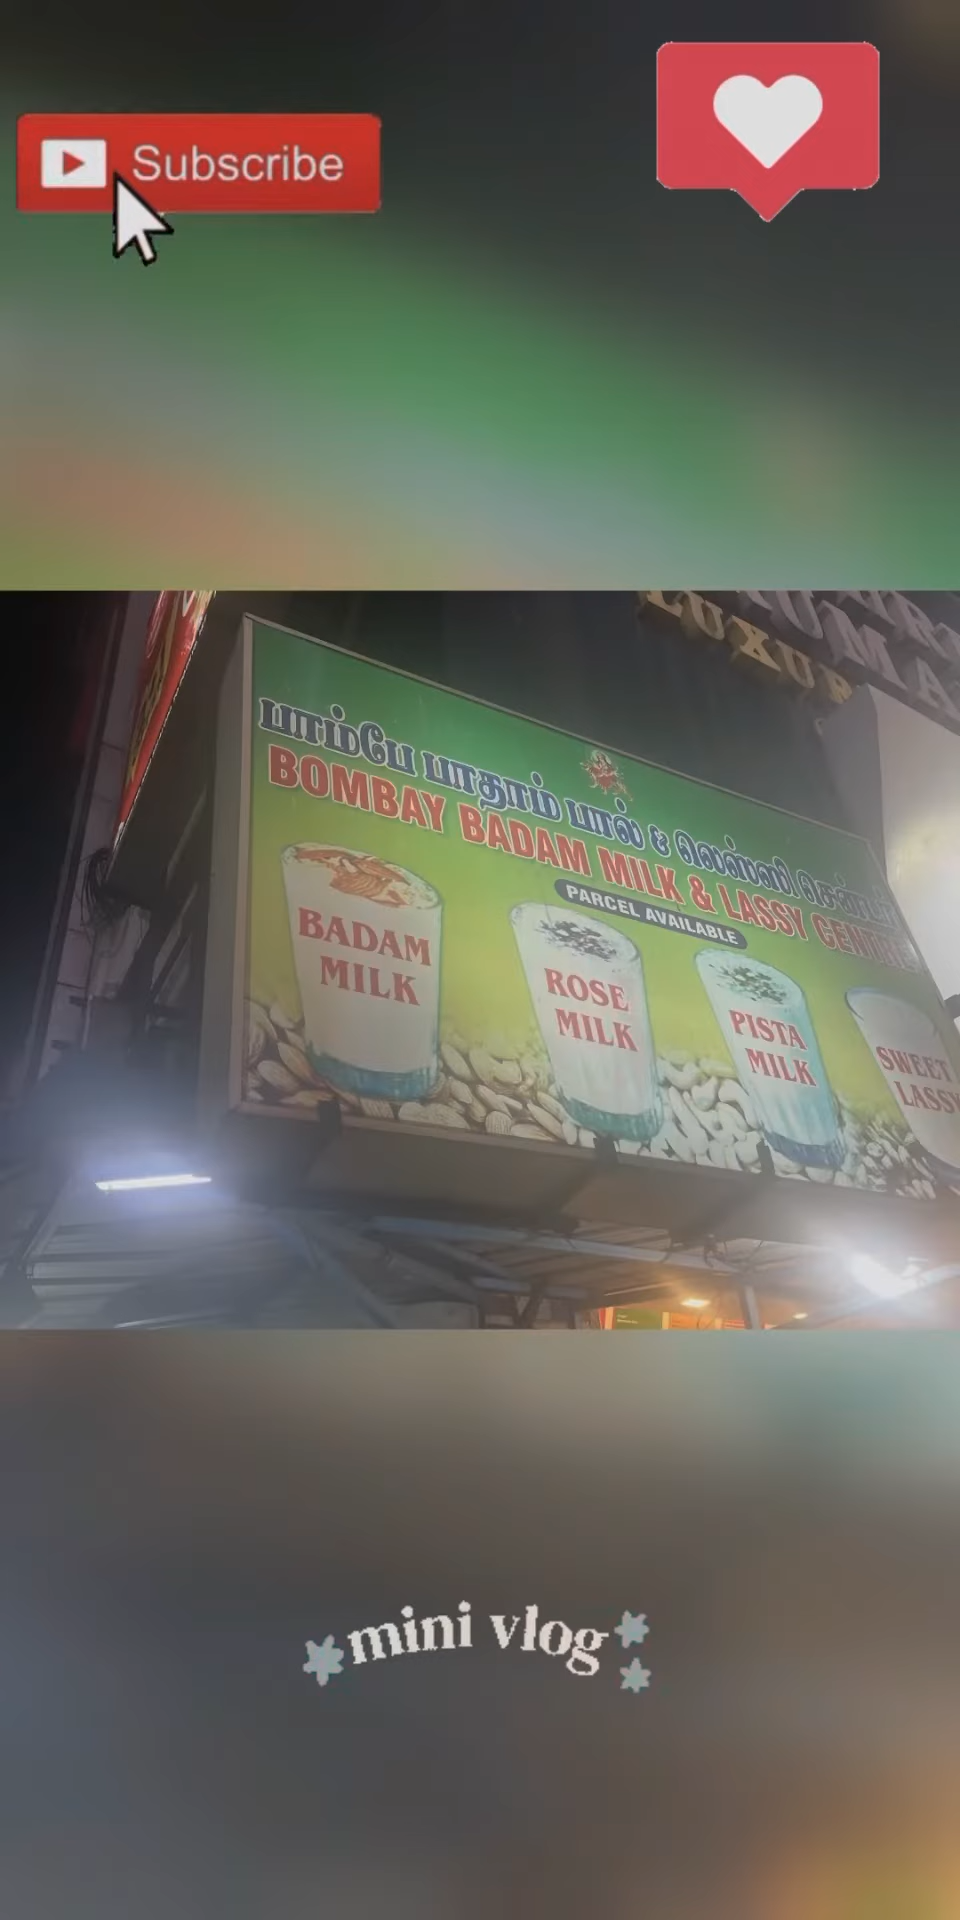 Subscribe
LUXUR
பாம்பே பாதாம் பால் & லெஸ்ஸி சென்டர்
BOMBAY BADAM MILK & LASSY CENTRE
PARCEL AVAILABLE
BADAM
MILK
ROSE
MILK
PISTA
MILK
SWEET
LASSY
mini vlog